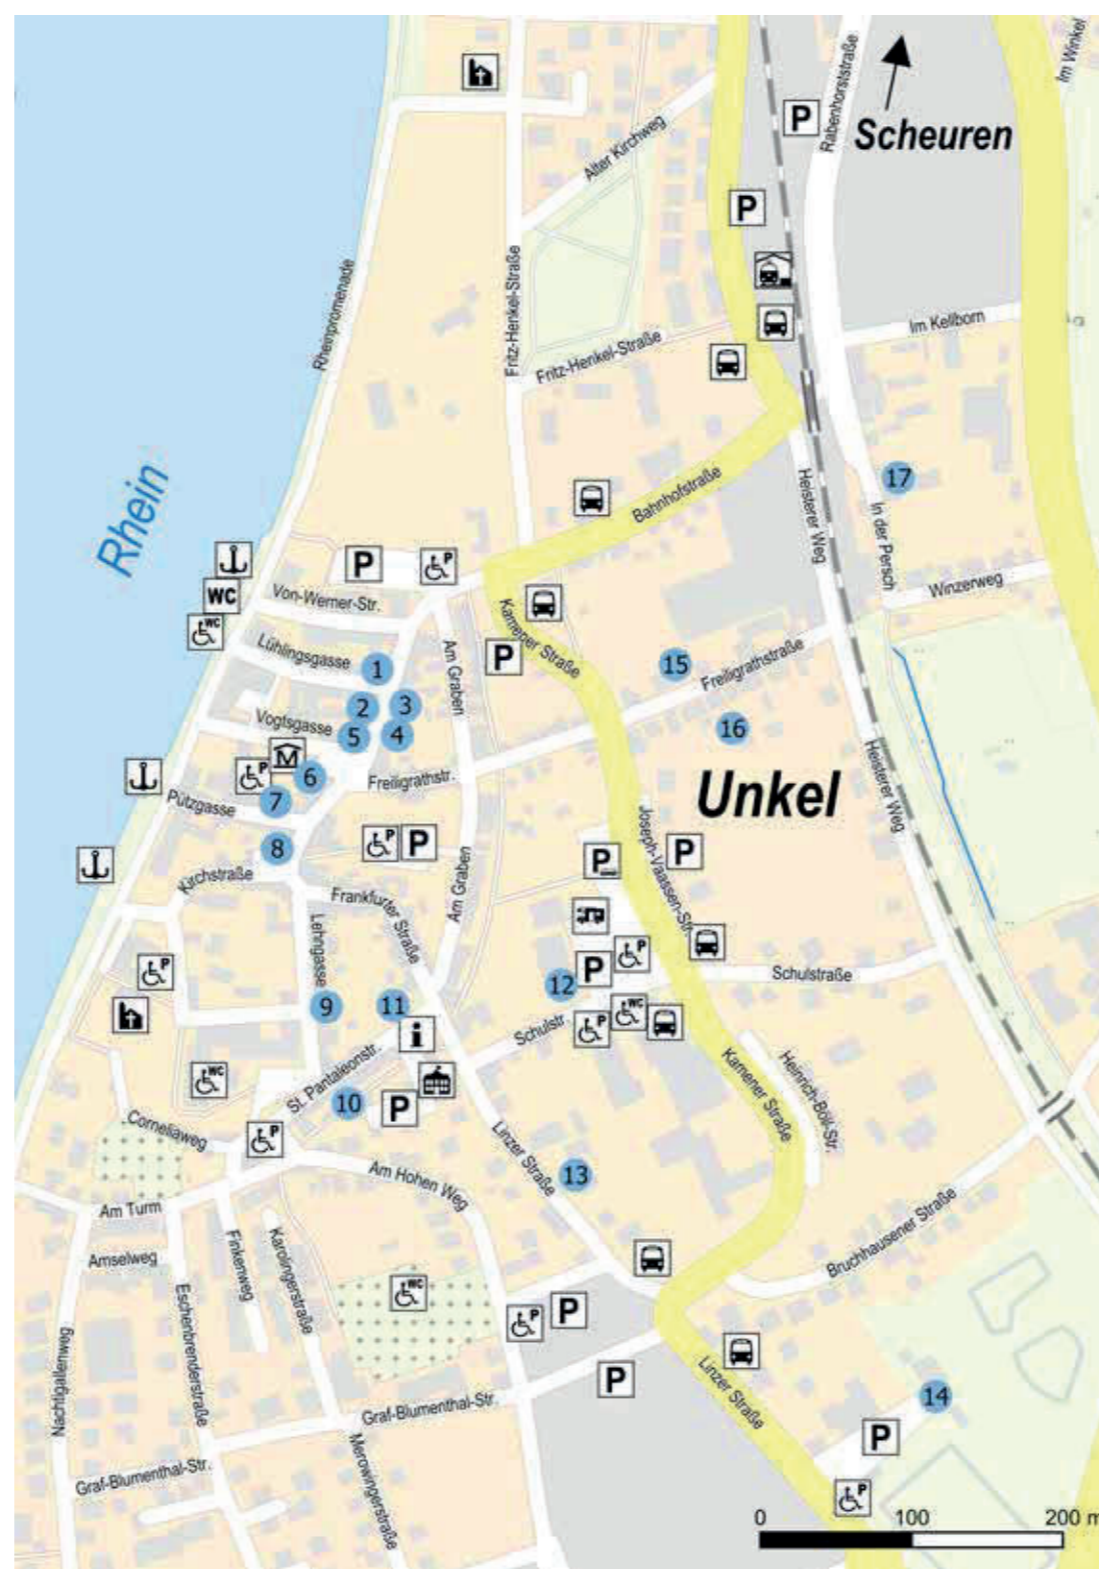 Im Winkel
P
Rabenhorststraße
Scheuren
Alter Kirchweg
P
Fritz-Henkel-Straße
Rheinpromenade
Im Kellborn
Fritz-Henkel-Straße
Rhein
Bahnhofstraße
Heisterer Weg
17
In der Persch
P
P
WC
WC
Von-Werner-Str.
Winzerweg
Kamener Straße
P
Lühlingsgasse
1
Am Graben
15
Freiligrathstraße
2
3
Vogtsgasse
5
4
16
M
P
6
Freiligrathstr.
Heisterer Weg
Unkel
7
Pützgasse
8
P
P
Joseph-Vaassen-Str.
P
P
Kirchstraße
Am Graben
Frankfurter Straße
Lehngasse
P
P
P
12
Schulstraße
9
11
WC
P
i
Schulstr.
St. Pantaleonstr.
WC
10
P
Kamener Straße
Heinrich-Böll-Str.
Corneliaweg
P
Linzer Straße
13
Am Hohen Weg
Am Turm
Bruchhausener Straße
Amselweg
Finkenweg
Karolingerstraße
Eschenbrenderstraße
WC
P
P
Nachtigallenweg
P
Linzer Straße
14
Graf-Blumenthal-Str.
P
Graf-Blumenthal-Str.
Merowingerstraße
P
0 100 200 m